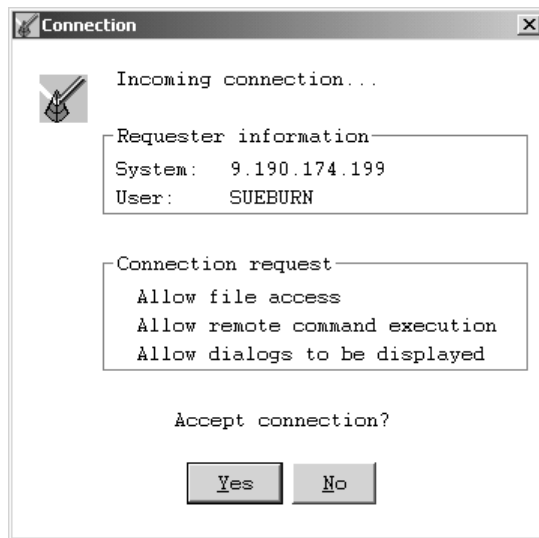 Connection
Incoming connection...
Requester information
System: 9.190.174.199
User: SUEBURN
Connection request
Allow file access
Allow remote command execution
Allow dialogs to be displayed
Accept connection?
Yes No